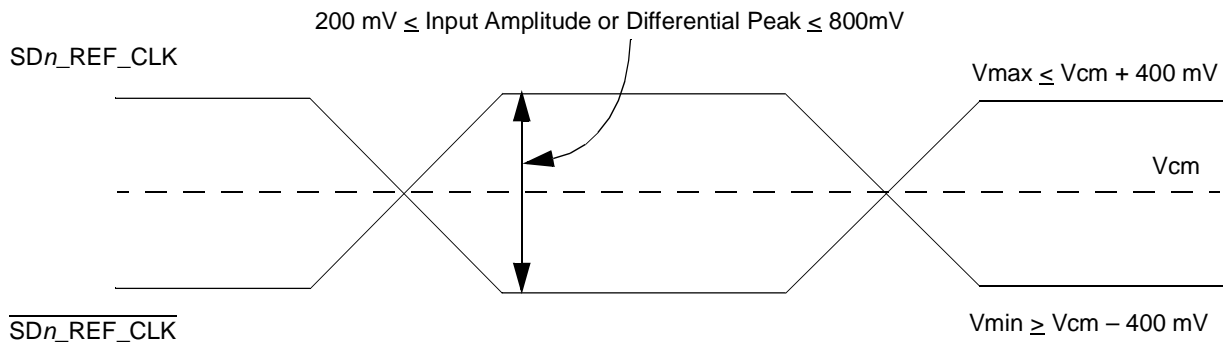 200 mV ≤ Input Amplitude or Differential Peak ≤ 800mV
SDn_REF_CLK
Vmax ≤ Vcm + 400 mV
Vcm
SDn_REF_CLK
Vmin ≥ Vcm – 400 mV